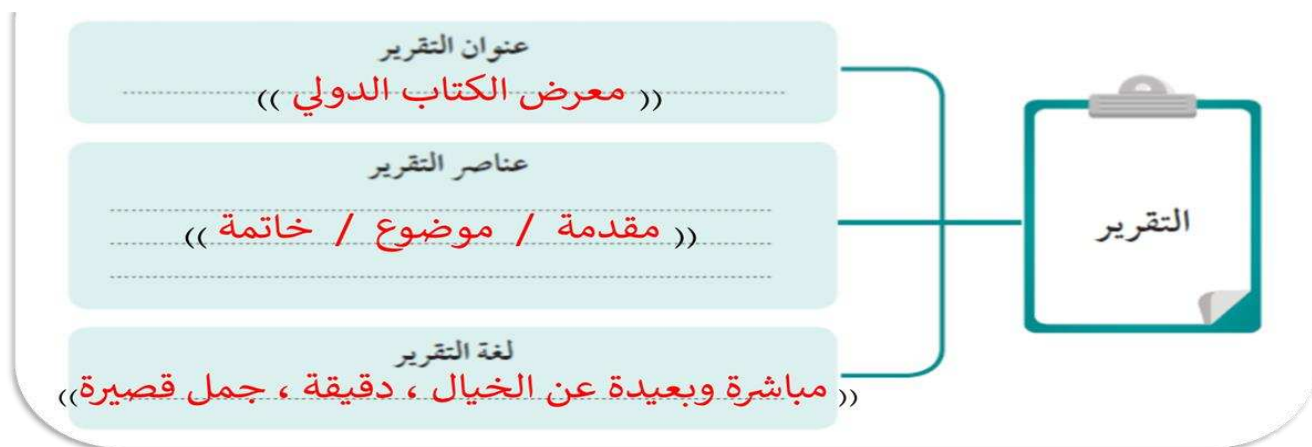 عنوان التقرير
(( معرض الكتاب الدولي ))
عناصر التقرير
(( مقدمة / موضوع / خاتمة ))
التقرير
لغة التقرير
(( مباشرة وبعيدة عن الخيال ، دقيقة ، جمل قصيرة))